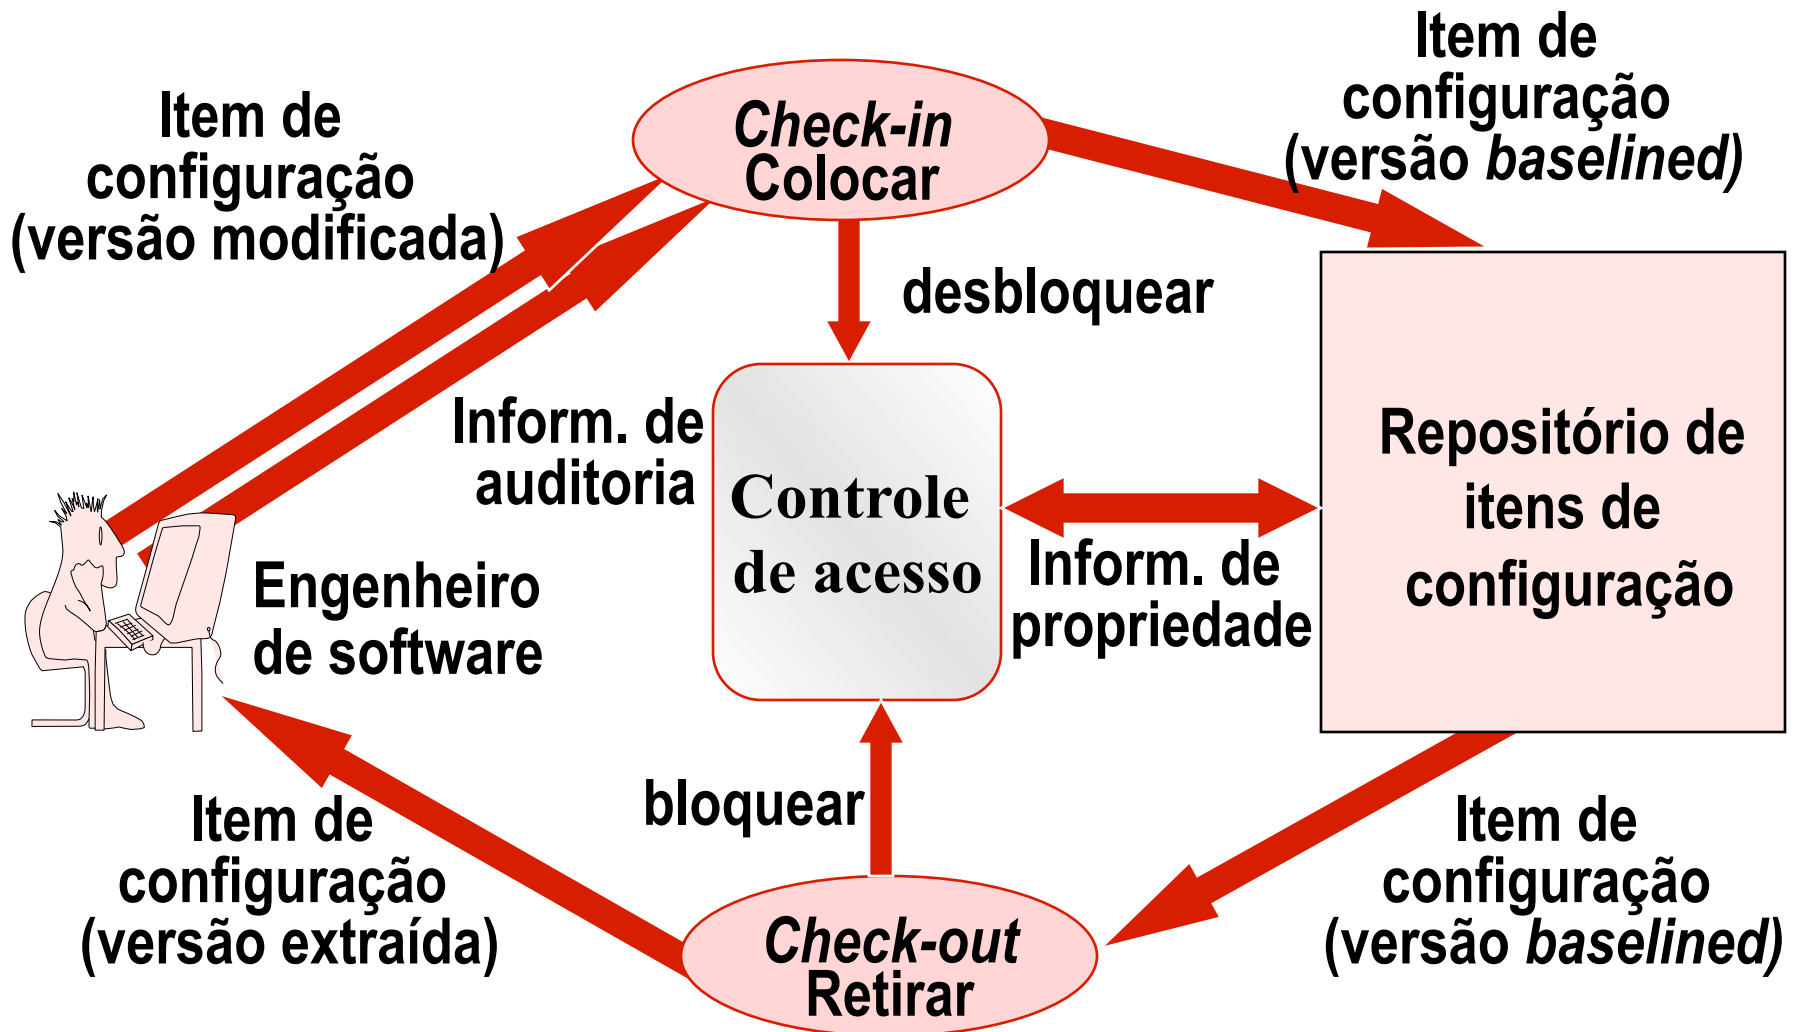 Item de
configuração
(versão modificada)
Check-in
Colocar
Item de
configuração
(versão baselined)
desbloquear
Inform. de
auditoria
Controle
de acesso
Inform. de
propriedade
Repositório de
itens de
configuração
Engenheiro
de software
bloquear
Item de
configuração
(versão extraída)
Check-out
Retirar
Item de
configuração
(versão baselined)